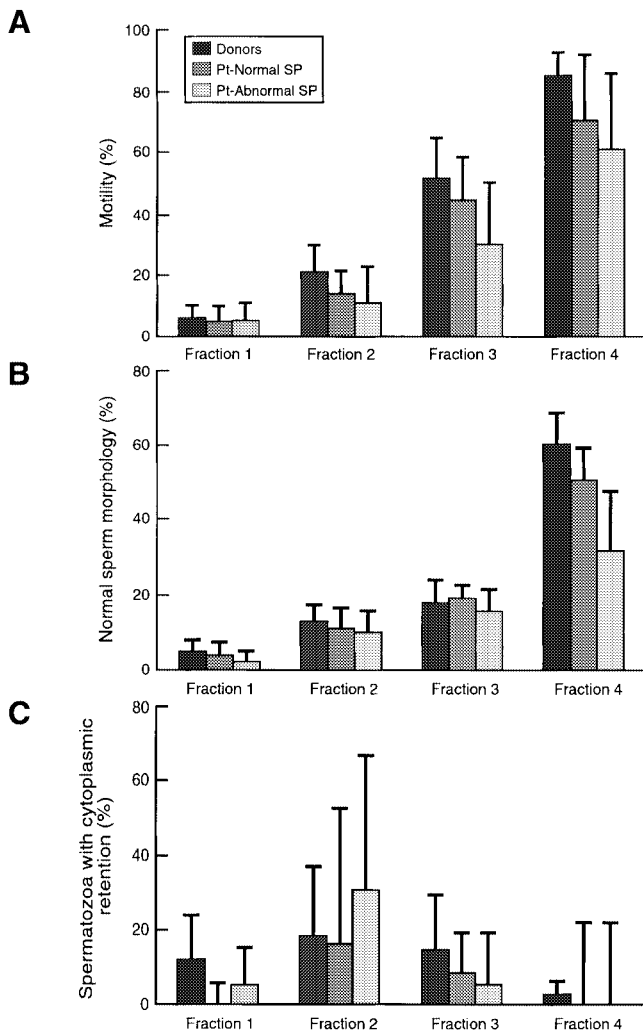 A
Motility (%)
100
80
60
40
20
0
Donors
Pt-Normal SP
Pt-Abnormal SP
Fraction 1 Fraction 2 Fraction 3 Fraction 4
B
Normal sperm morphology (%)
80
60
40
20
0
Fraction 1 Fraction 2 Fraction 3 Fraction 4
C
Spermatozoa with cytoplasmic
retention (%)
80
60
40
20
0
Fraction 1 Fraction 2 Fraction 3 Fraction 4